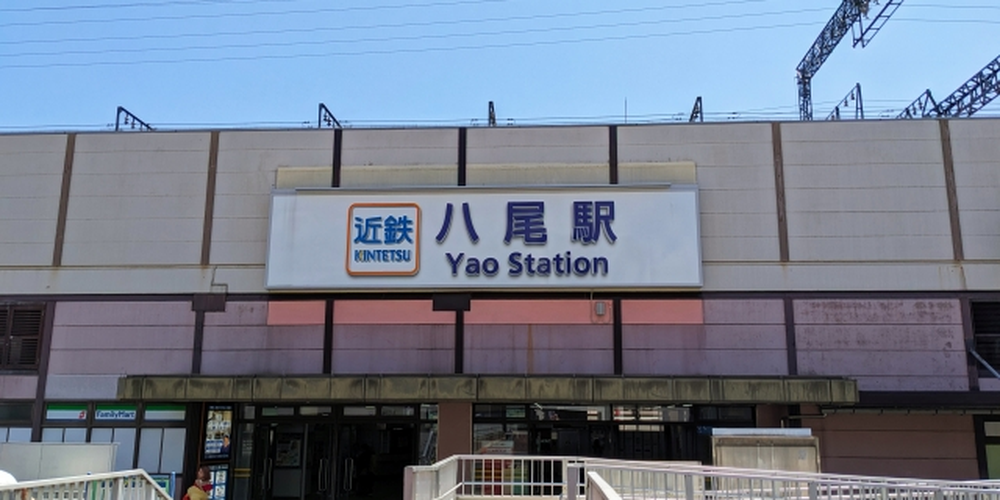 近鉄
KINTETSU
八尾駅
Yao Station
FamilyMart